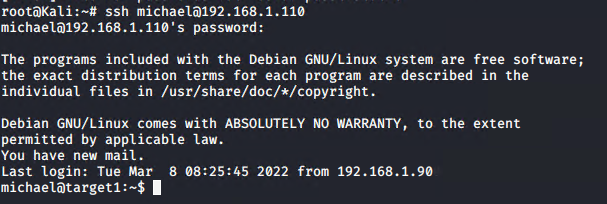 root@Kali:~# ssh michael@192.168.1.110
michael@192.168.1.110's password:
The programs included with the Debian GNU/Linux system are free software;
the exact distribution terms for each program are described in the
individual files in /usr/share/doc/*/copyright.
Debian GNU/Linux comes with ABSOLUTELY NO WARRANTY, to the extent
permitted by applicable law.
You have new mail.
Last login: Tue Mar  8 08:25:45 2022 from 192.168.1.90
michael@target1:~$